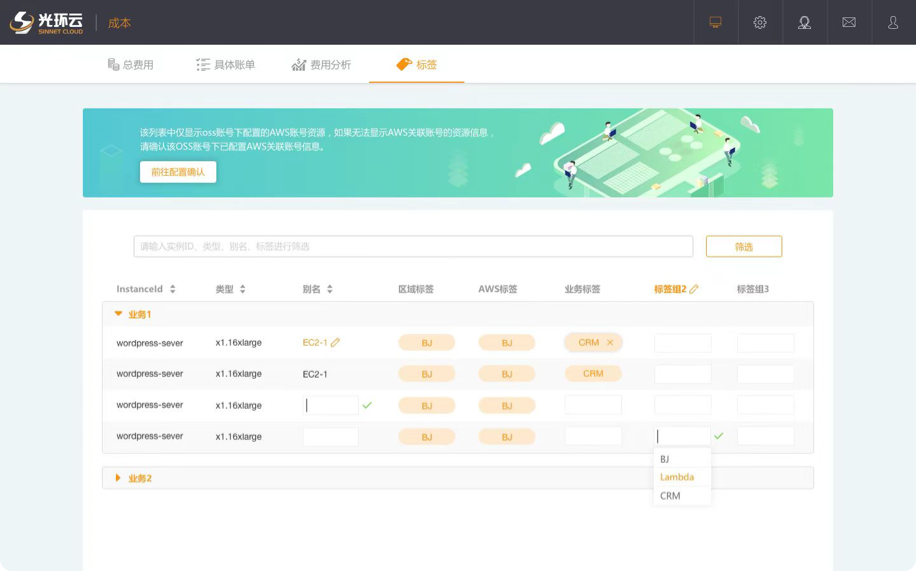 光环云
SINNET CLOUD
成本
总费用
具体账单
费用分析
标签
该列表中仅显示oss账号下配置的AWS账号资源，如果无法显示AWS关联账号的资源信息，
请确认该OSS账号下已配置AWS关联账号信息。
前往配置确认
请输入实例ID、类型、别名、标签进行筛选
筛选
InstanceId 类型 别名 区域标签 AWS标签 业务标签 标签组2 标签组3
业务1
wordpress-sever x1.16xlarge EC2-1 BJ BJ CRM ×
wordpress-sever x1.16xlarge EC2-1 BJ BJ CRM
wordpress-sever x1.16xlarge BJ BJ
wordpress-sever x1.16xlarge BJ BJ
BJ
Lambda
CRM
业务2